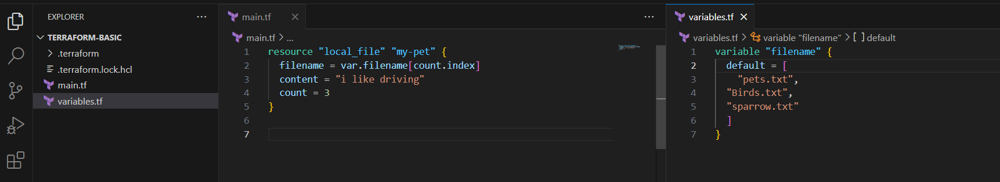 EXPLORER
...
TERRAFORM-BASIC
.terraform
.terraform.lock.hcl
main.tf
variables.tf
main.tf
...
main.tf > ...
1 resource "local_file" "my-pet" {
2 filename = var.filename[count.index]
3 content = "i like driving"
4 count = 3
5 }
6
7
variables.tf
variables.tf > variable "filename" > [ ] default
1 variable "filename" {
2 default = [
3 "pets.txt",
4 "Birds.txt",
5 "sparrow.txt"
6 ]
7 }